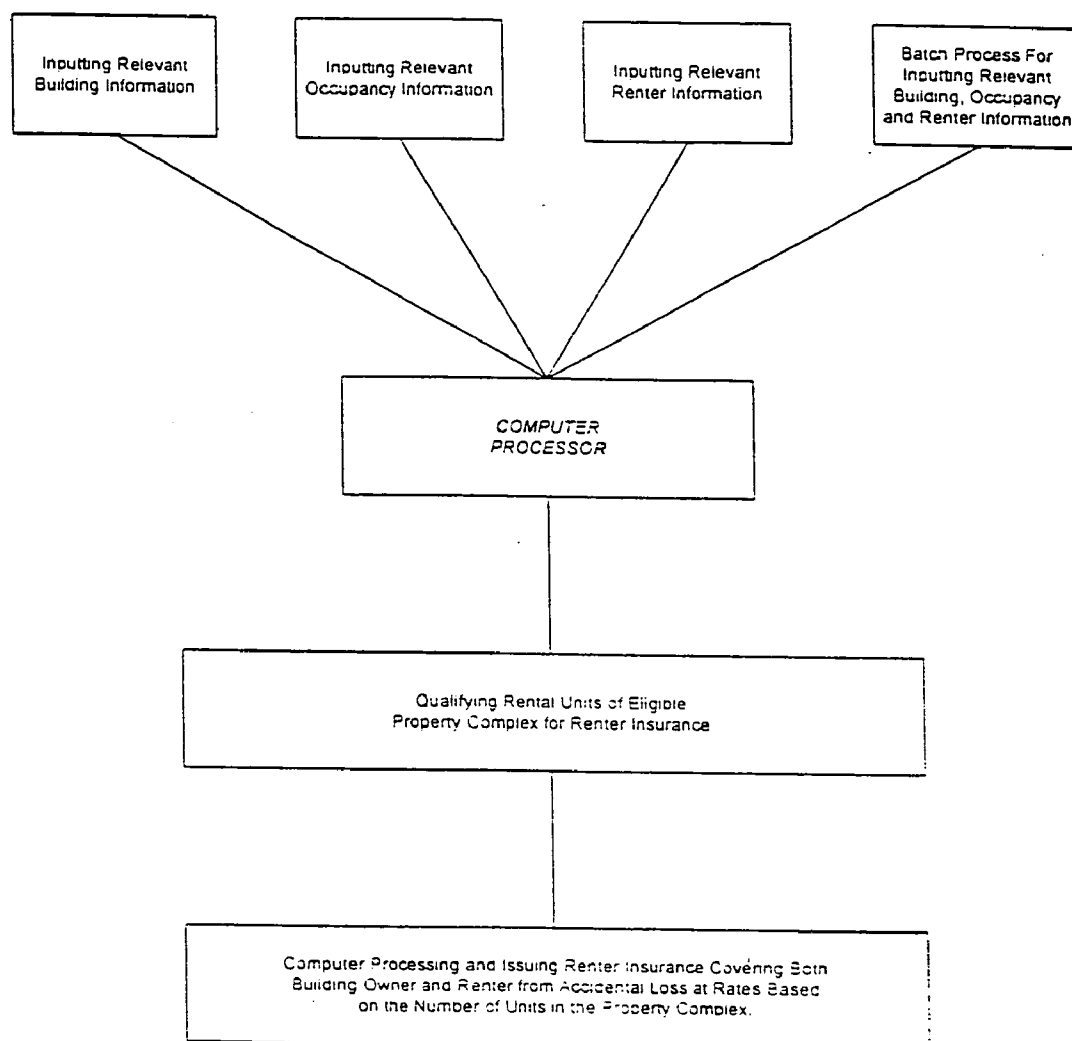 Inputting Relevant
Building Information
Inputting Relevant
Occupancy Information
Inputting Relevant
Renter Information
Batch Process For
Inputting Relevant
Building, Occupancy
and Renter Information
COMPUTER
PROCESSOR
Qualifying Rental Units of Eligible
Property Complex for Renter Insurance
Computer Processing and Issuing Renter Insurance Covering Both
Building Owner and Renter from Accidental Loss at Rates Based
on the Number of Units in the Property Complex.